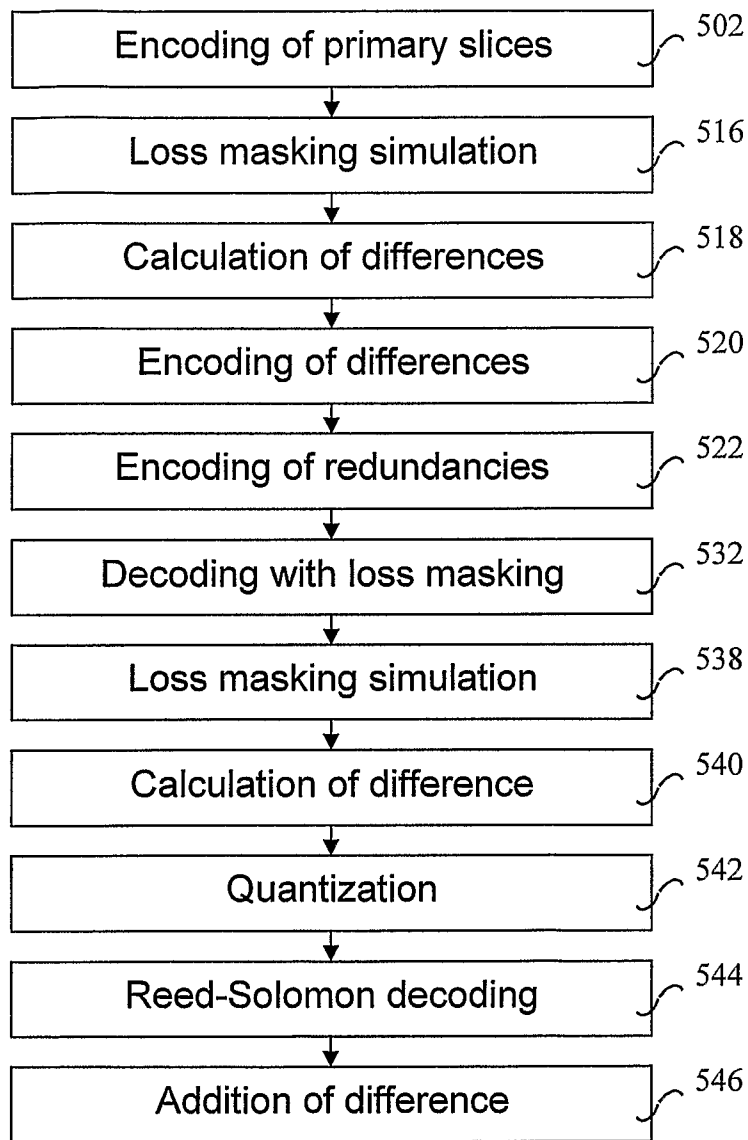 Encoding of primary slices 502
Loss masking simulation 516
Calculation of differences 518
Encoding of differences 520
Encoding of redundancies 522
Decoding with loss masking 532
Loss masking simulation 538
Calculation of difference 540
Quantization 542
Reed-Solomon decoding 544
Addition of difference 546